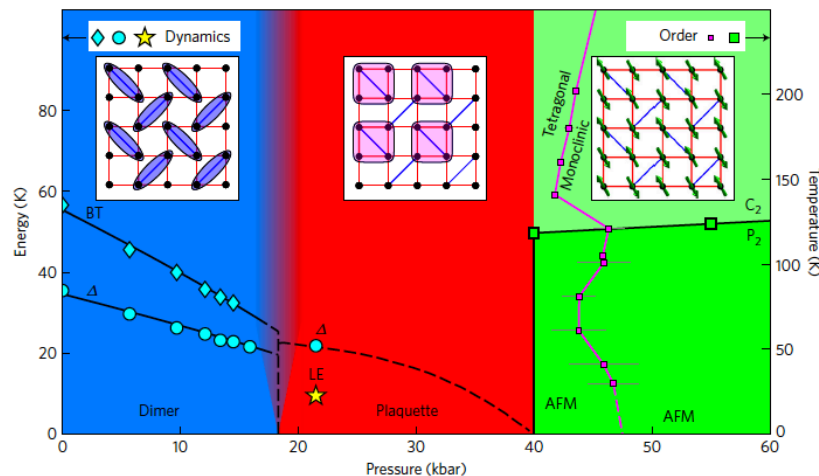 Dynamics
Order
80
60
40
20
0
Energy (K)
200
150
100
50
0
Temperature (K)
BT
Δ
Δ
LE
Tetragonal
Monoclinic
C2
P2
Dimer
Plaquette
AFM
AFM
0 10 20 30 40 50 60
Pressure (kbar)